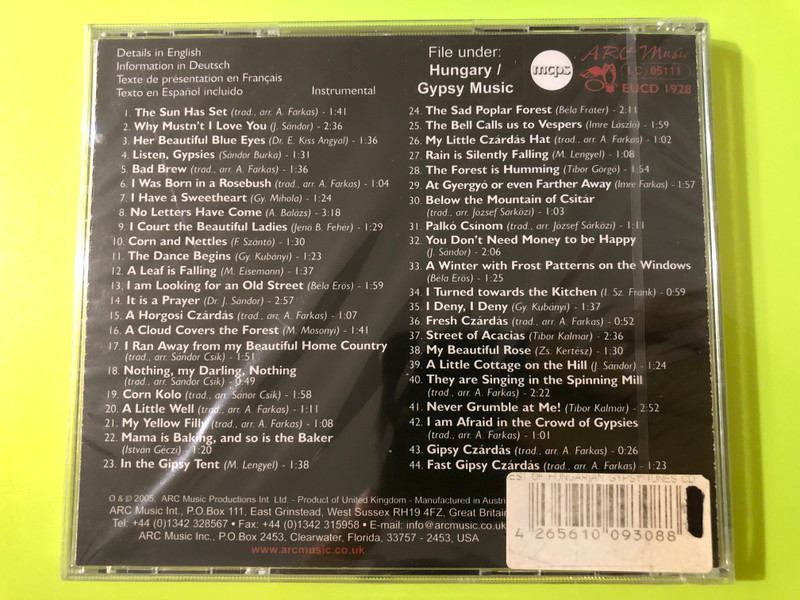 Details in English
Information in Deutsch
Texte de présentation en Français
Texto en Español incluido
Instrumental
File under:
Hungary /
Gypsy Music
mcps
ARC Music
LC 05111
EUCD 1928
1. The Sun Has Set (trad., arr. A. Farkas) - 1:41
2. Why Mustn't I Love You (J. Sándor) - 2:36
3. Her Beautiful Blue Eyes (Dr. E. Kiss Angyal) - 1:36
4. Listen, Gypsies (Sándor Burka) - 1:31
5. Bad Brew (trad., arr. A. Farkas) - 1:36
6. I Was Born in a Rosebush (trad., arr. A. Farkas) - 1:04
7. I Have a Sweetheart (Gy. Mihola) - 1:24
8. No Letters Have Come (A. Balázs) - 3:18
9. I Court the Beautiful Ladies (Jenö B. Fehér) - 1:29
10. Corn and Nettles (F. Szántó) - 1:30
11. The Dance Begins (Gy. Kubányi) - 1:23
12. A Leaf is Falling (M. Eisemann) - 1:37
13. I am Looking for an Old Street (Béla Erös) - 1:59
14. It is a Prayer (Dr. J. Sándor) - 2:57
15. A Horgosi Czárdás (trad., arr. A. Farkas) - 1:07
16. A Cloud Covers the Forest (M. Mosonyi) - 1:41
17. I Ran Away from my Beautiful Home Country
(trad., arr. Sándor Csik) - 1:51
18. Nothing, my Darling, Nothing
(trad., arr. Sándor Csik) - 0:49
19. Corn Kolo (trad., arr. Sánor Csik) - 1:58
20. A Little Well (trad., arr. A. Farkas) - 1:11
21. My Yellow Filly (trad., arr. A. Farkas) - 1:08
22. Mama is Baking, and so is the Baker
(István Géczi) - 1:20
23. In the Gipsy Tent (M. Lengyel) - 1:38
24. The Sad Poplar Forest (Béla Fráter) - 2:11
25. The Bell Calls us to Vespers (Imre László) - 1:59
26. My Little Czárdás Hat (trad., arr. A. Farkas) - 1:02
27. Rain is Silently Falling (M. Lengyel) - 1:08
28. The Forest is Humming (Tibor Görgö) - 1:54
29. At Gyergyó or even Farther Away (Imre Farkas) - 1:57
30. Below the Mountain of Csitár
(trad., arr. József Sárközi) - 1:03
31. Palkó Csínom (trad., arr. József Sárközi) - 1:11
32. You Don't Need Money to be Happy
(J. Sándor) - 2:06
33. A Winter with Frost Patterns on the Windows
(Béla Erös) - 1:25
34. I Turned towards the Kitchen (I. Sz. Frank) - 0:59
35. I Deny, I Deny (Gy. Kubányi) - 1:37
36. Fresh Czárdás (trad., arr. A. Farkas) - 0:52
37. Street of Acacias (Tibor Kalmár) - 2:36
38. My Beautiful Rose (Zs. Kertész) - 1:30
39. A Little Cottage on the Hill (J. Sándor) - 1:24
40. They are Singing in the Spinning Mill
(trad., arr. A. Farkas) - 2:22
41. Never Grumble at Me! (Tibor Kalmár) - 2:52
42. I am Afraid in the Crowd of Gypsies
(trad., arr. A. Farkas) - 1:01
43. Gipsy Czárdás (trad., arr. A. Farkas) - 0:26
44. Fast Gipsy Czárdás (trad., arr. A. Farkas) - 1:23
℗ & © 2005, ARC Music Productions Int. Ltd. - Product of United Kingdom - Manufactured in Austri
ARC Music Int., P.O.Box 111, East Grinstead, West Sussex RH19 4FZ, Great Britain
Tel: +44 (0)1342 328567 • Fax: +44 (0)1342 315958 • E-mail: info@arcmusic.co.uk
ARC Music Inc., P.O.Box 2453, Clearwater, Florida, 33757 - 2453, USA
www.arcmusic.co.uk
EST OF HUNGARIAN GYPSY TUNES CD
4 265610 093088